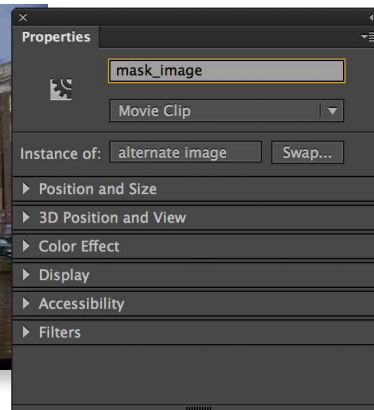 Properties
mask_image
Movie Clip
Instance of: alternate image Swap...
Position and Size
3D Position and View
Color Effect
Display
Accessibility
Filters